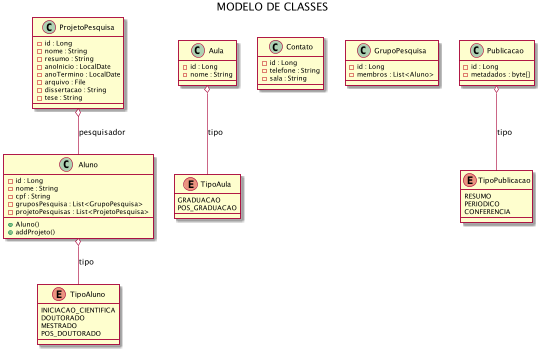 MODELO DE CLASSES
C ProjetoPesquisa
id : Long
nome : String
resumo : String
anoInicio : LocalDate
anoTermino : LocalDate
arquivo : File
dissertacao : String
tese : String
C Aula
id : Long
nome : String
C Contato
id : Long
telefone : String
sala : String
C GrupoPesquisa
id : Long
membros : List<Aluno>
C Publicacao
id : Long
metadados : byte[]
pesquisador
tipo
tipo
C Aluno
id : Long
nome : String
cpf : String
gruposPesquisa : List<GrupoPesquisa>
projetoPesquisas : List<ProjetoPesquisa>
Aluno()
addProjeto()
E TipoAula
GRADUACAO
POS_GRADUACAO
E TipoPublicacao
RESUMO
PERIODICO
CONFERENCIA
tipo
E TipoAluno
INICIACAO_CIENTIFICA
DOUTORADO
MESTRADO
POS_DOUTORADO